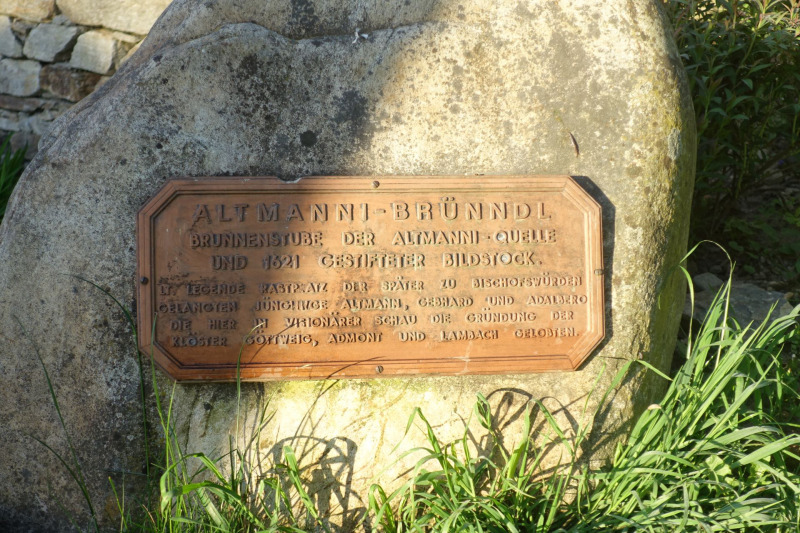 ALTMANNI-BRÜNNDL
BRUNNENSTUBE DER ALTMANNI-QUELLE
UND 1621 GESTIFTETER BILDSTOCK.
LT. LEGENDE RASTPLATZ DER SPÄTER ZU BISCHOFSWÜRDEN
GELANGTEN JÜNGLINGE ALTMANN, GEBHARD UND ADALBERO
DIE HIER IN VISIONÄRER SCHAU DIE GRÜNDUNG DER
KLÖSTER GÖTTWEIG, ADMONT UND LAMBACH GELOBTEN.